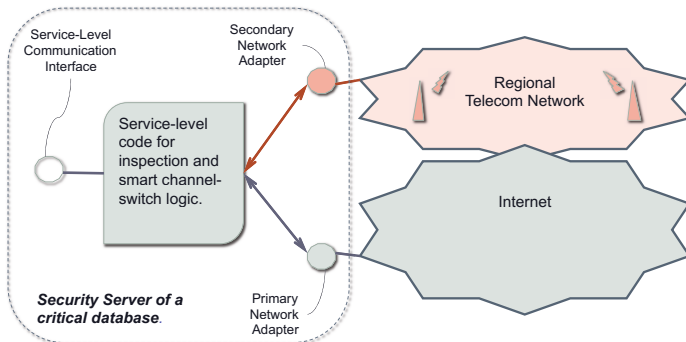 Service-Level
Communication
Interface
Secondary
Network
Adapter
Regional
Telecom Network
Service-level
code for
inspection and
smart channel-
switch logic.
Internet
Security Server of a
critical database.
Primary
Network
Adapter